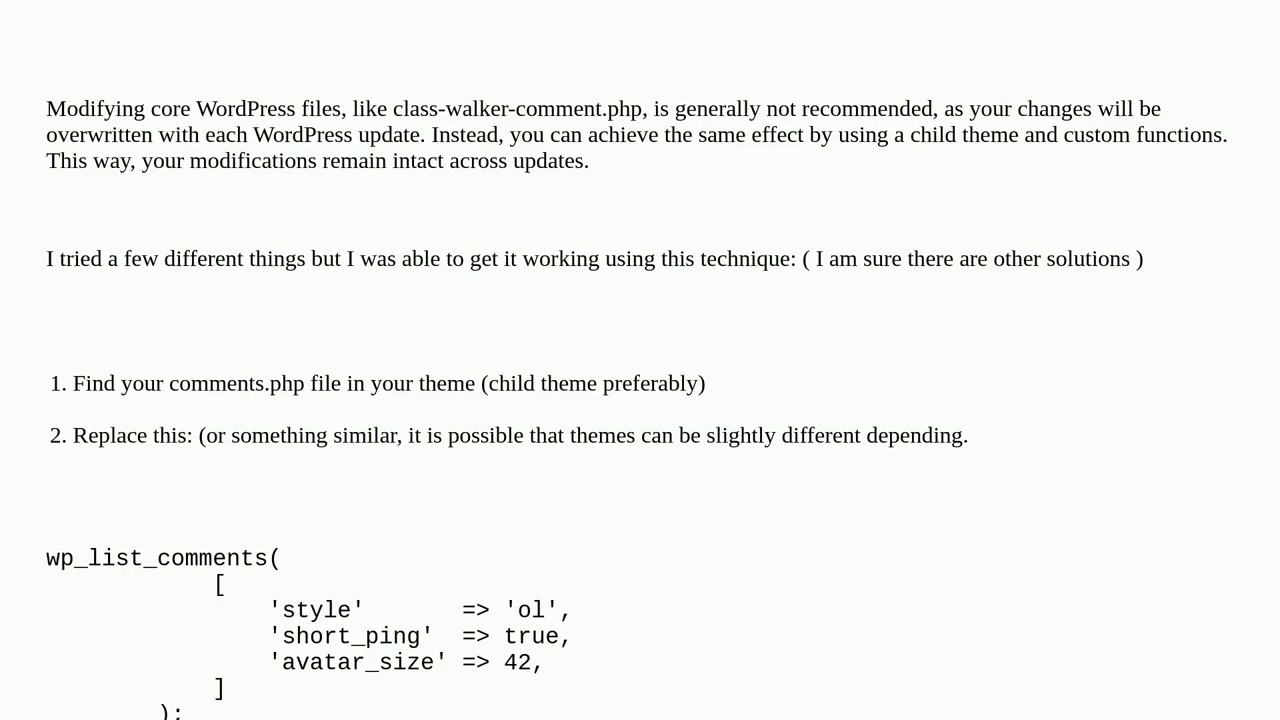 Modifying core WordPress files, like class-walker-comment.php, is generally not recommended, as your changes will be
overwritten with each WordPress update. Instead, you can achieve the same effect by using a child theme and custom functions.
This way, your modifications remain intact across updates.
I tried a few different things but I was able to get it working using this technique: ( I am sure there are other solutions )
1. Find your comments.php file in your theme (child theme preferably)
2. Replace this: (or something similar, it is possible that themes can be slightly different depending.
wp_list_comments(
            [
                'style'       => 'ol',
                'short_ping'  => true,
                'avatar_size' => 42,
            ]
        );